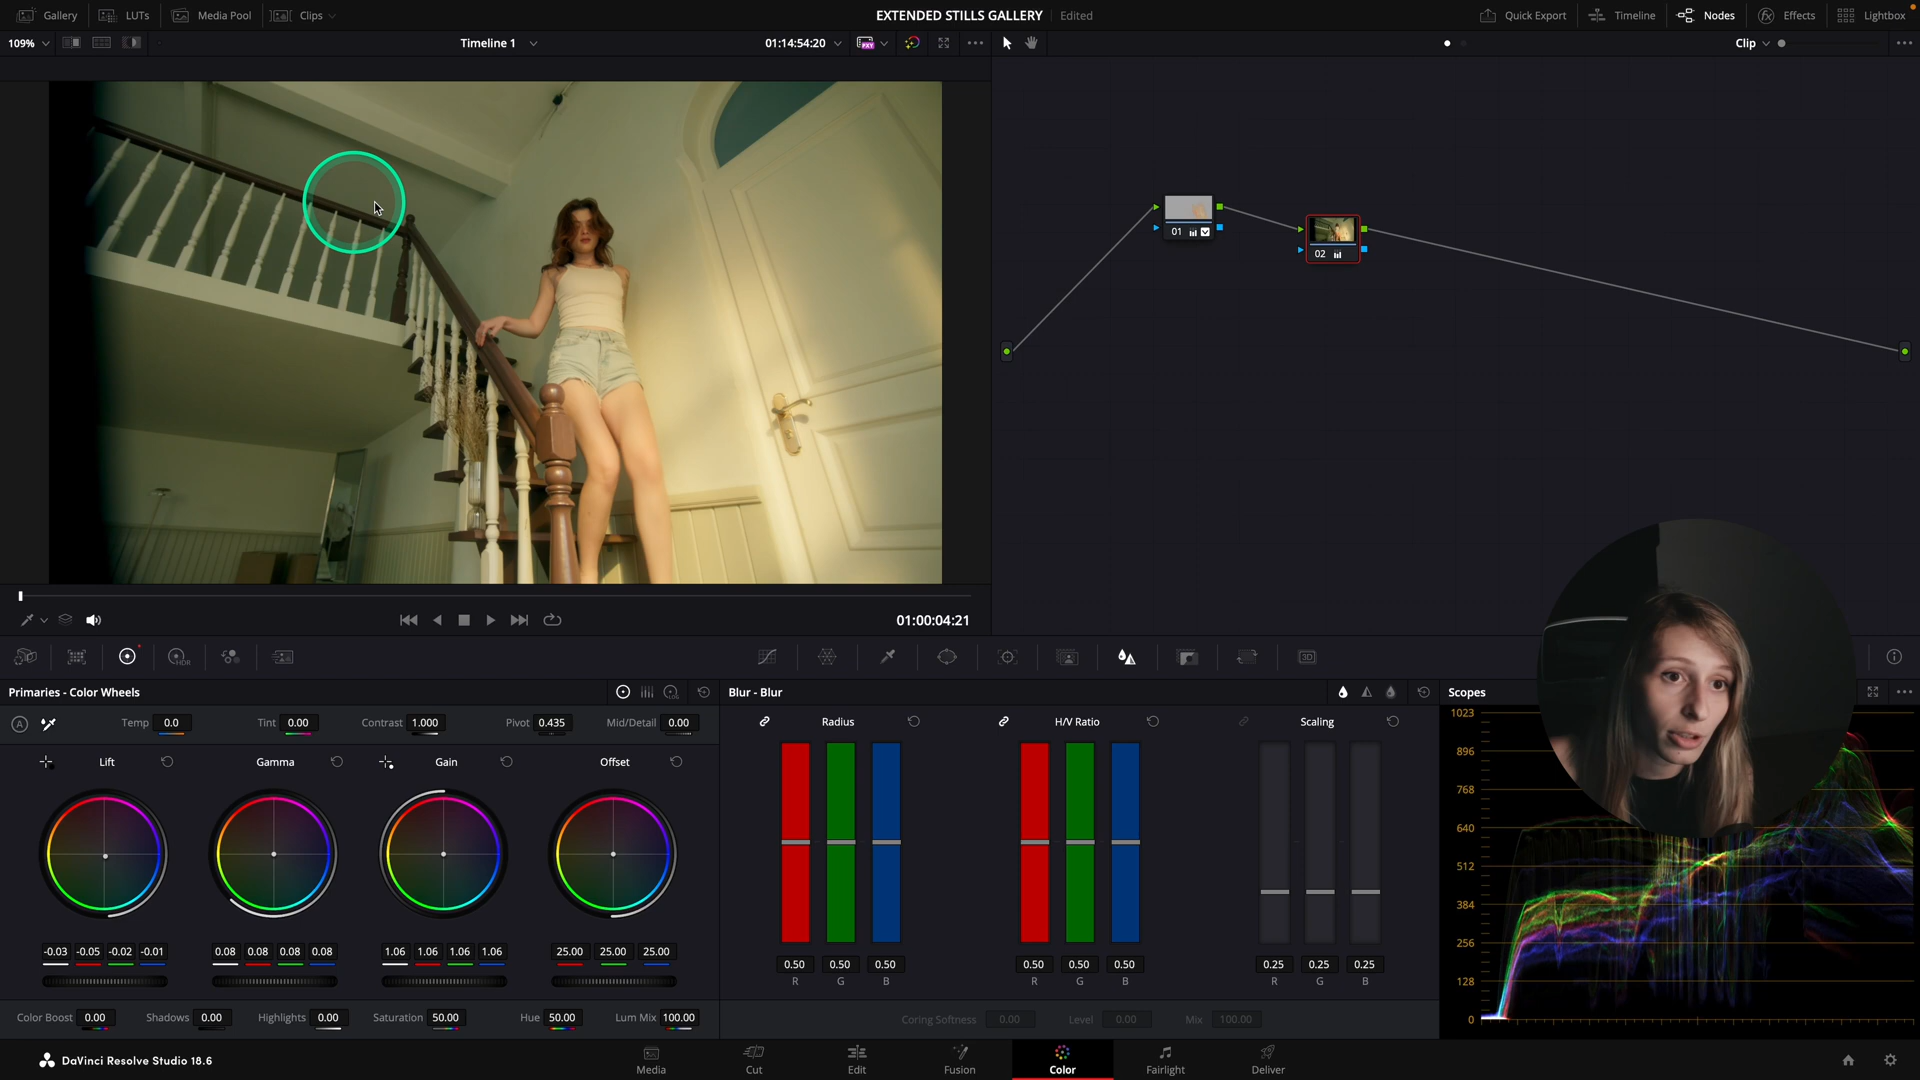 Gallery LUTs Media Pool Clips EXTENDED STILLS GALLERY Edited Quick Export Timeline Nodes Effects Lightbox
109% Timeline 1 01:14:54:20 PXY Clip
01
02
01:00:04:21
HDR 3D
Primaries - Color Wheels Blur - Blur Scopes
LOG
A Temp 0.0 Tint 0.00 Contrast 1.000 Pivot 0.435 Mid/Detail 0.00 Radius H/V Ratio Scaling
Lift Gamma Gain Offset
1023
896
768
640
512
384
256
128
0
-0.03 -0.05 -0.02 -0.01 0.08 0.08 0.08 0.08 1.06 1.06 1.06 1.06 25.00 25.00 25.00
0.50 0.50 0.50 0.50 0.50 0.50 0.25 0.25 0.25
R G B R G B R G B
Color Boost 0.00 Shadows 0.00 Highlights 0.00 Saturation 50.00 Hue 50.00 Lum Mix 100.00 Coring Softness 0.00 Level 0.00 Mix 100.00
DaVinci Resolve Studio 18.6 Media Cut Edit Fusion Color Fairlight Deliver